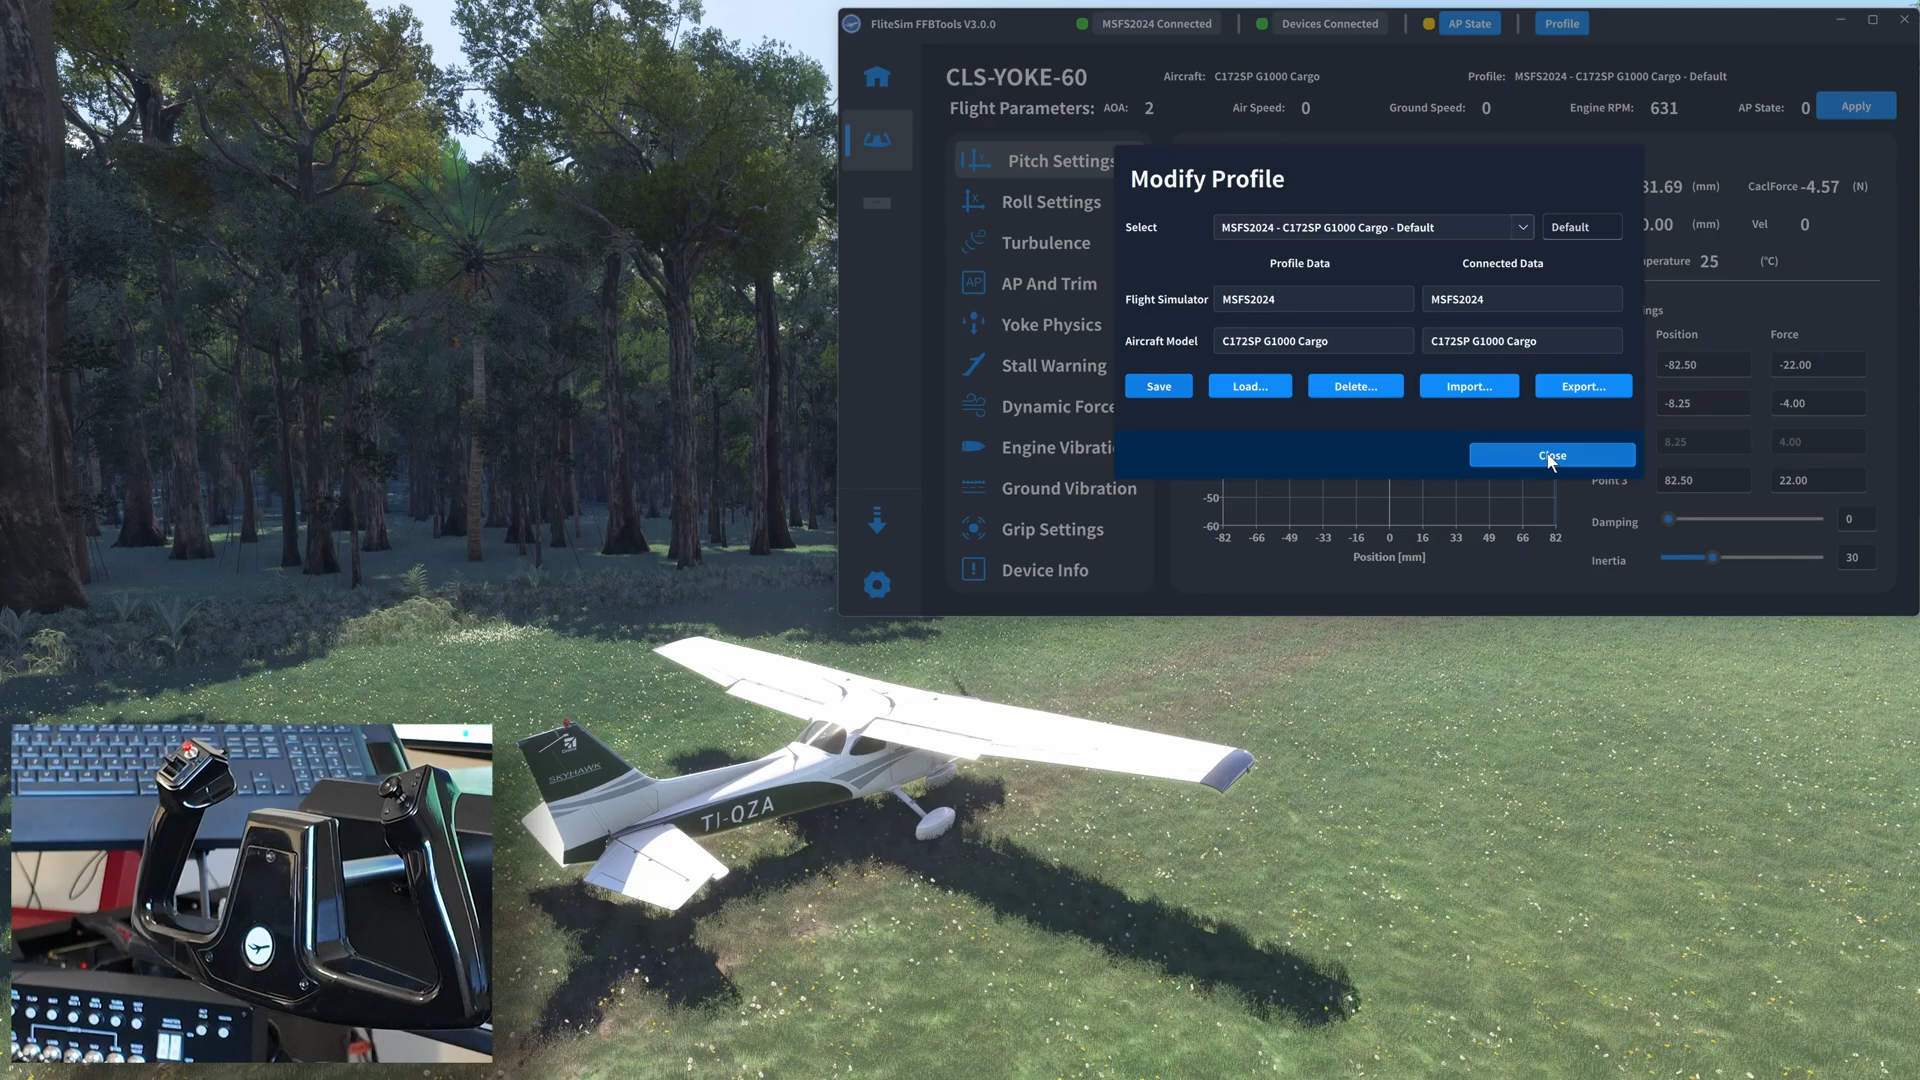 FliteSim FFBTools V3.0.0
MSFS2024 Connected
Devices Connected
AP State
Profile
CLS-YOKE-60
Aircraft: C172SP G1000 Cargo
Profile: MSFS2024 - C172SP G1000 Cargo - Default
Flight Parameters:
AOA: 2
Air Speed: 0
Ground Speed: 0
Engine RPM: 631
AP State: 0
Apply
Pitch Settings
Roll Settings
Turbulence
AP And Trim
Yoke Physics
Stall Warning
Dynamic Force
Engine Vibrati
Ground Vibration
Grip Settings
Device Info
Modify Profile
Select
MSFS2024 - C172SP G1000 Cargo - Default
Default
Profile Data
Connected Data
Flight Simulator
MSFS2024
MSFS2024
Aircraft Model
C172SP G1000 Cargo
C172SP G1000 Cargo
Save
Load...
Delete...
Import...
Export...
Close
31.69 (mm)
CaclForce -4.57 (N)
0.00 (mm)
Vel 0
perature 25 (°C)
ngs
Position
Force
-82.50
-22.00
-8.25
-4.00
8.25
4.00
Point 3
82.50
22.00
Damping
0
Inertia
30
-50
-60
-82 -66 -49 -33 -16 0 16 33 49 66 82
Position [mm]
SKYHAWK
TI-QZA